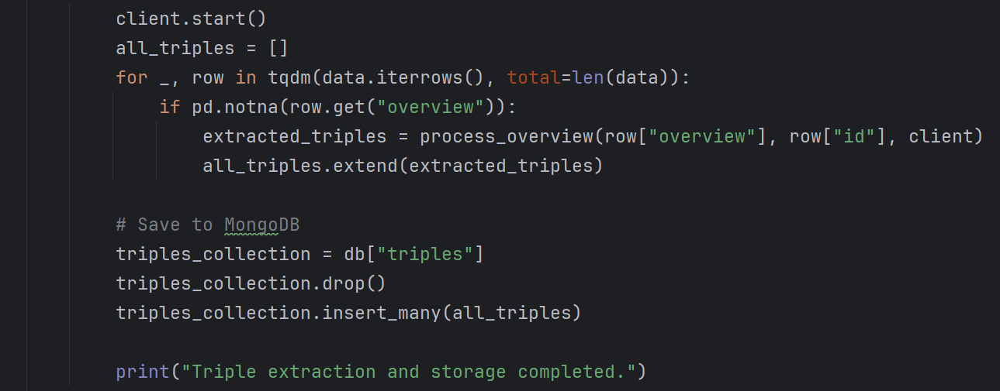 client.start()
all_triples = []
for _, row in tqdm(data.iterrows(), total=len(data)):
    if pd.notna(row.get("overview")):
        extracted_triples = process_overview(row["overview"], row["id"], client)
        all_triples.extend(extracted_triples)

# Save to MongoDB
triples_collection = db["triples"]
triples_collection.drop()
triples_collection.insert_many(all_triples)

print("Triple extraction and storage completed.")